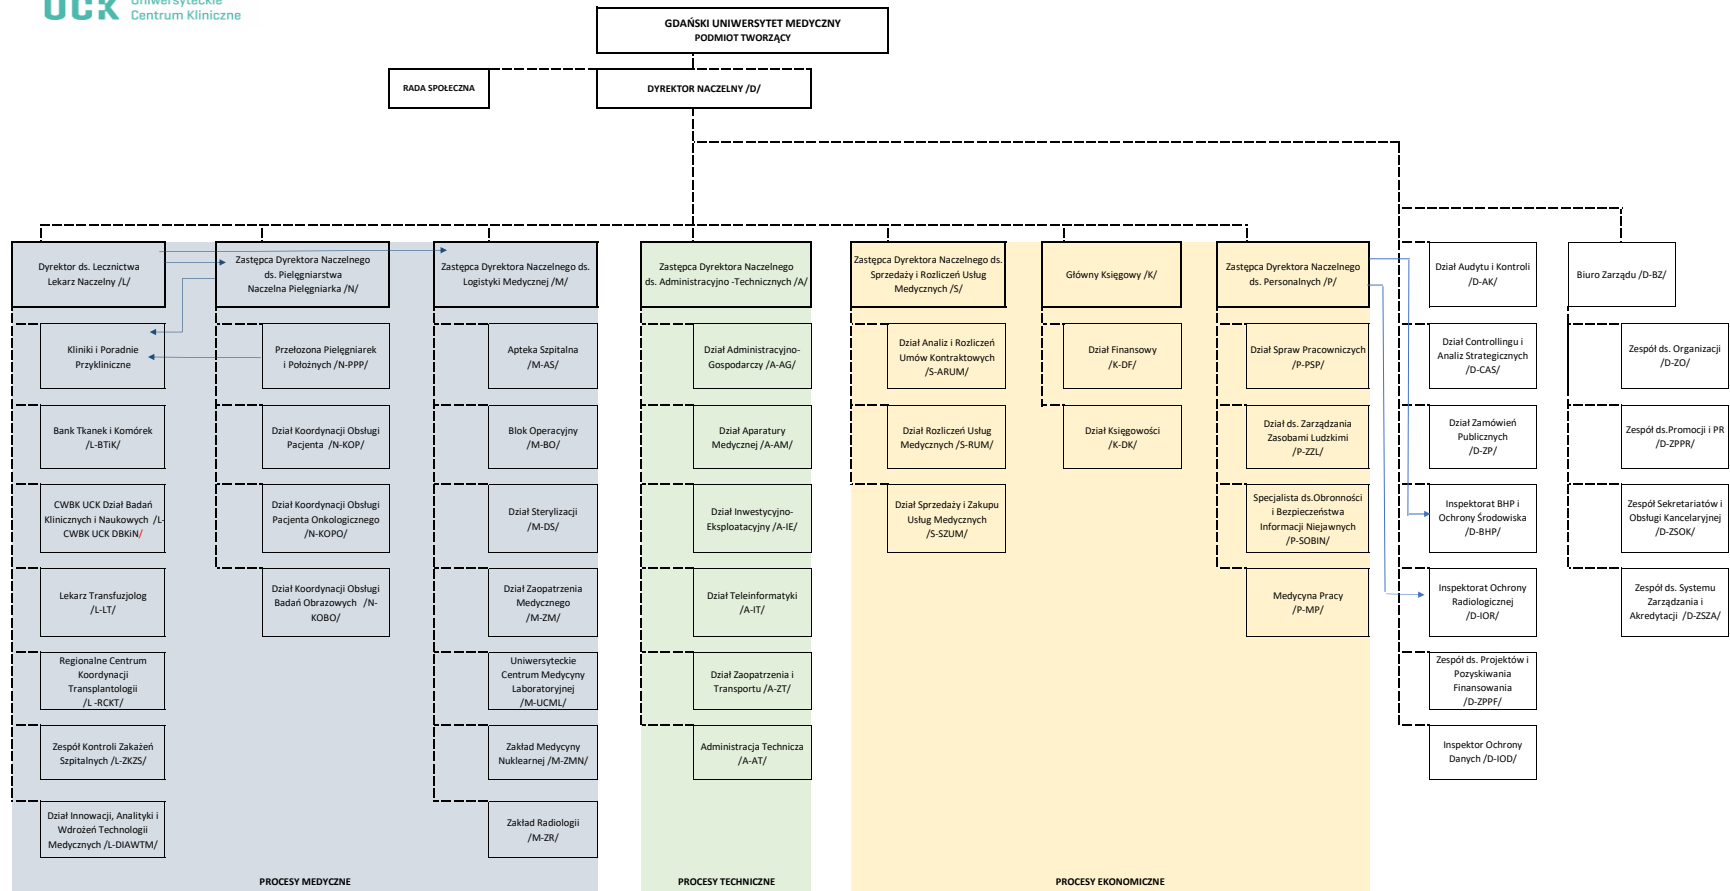 UCK
Uniwersyteckie
Centrum Kliniczne
GDAŃSKI UNIWERSYTET MEDYCZNY
PODMIOT TWORZĄCY
RADA SPOŁECZNA
DYREKTOR NACZELNY /D/
Dyrektor ds. Lecznictwa
Lekarz Naczelny /L/
Zastępca Dyrektora Naczelnego
ds. Pielęgniarstwa
Naczelna Pielęgniarka /N/
Zastępca Dyrektora Naczelnego ds.
Logistyki Medycznej /M/
Zastępca Dyrektora Naczelnego
ds. Administracyjno -Technicznych /A/
Zastępca Dyrektora Naczelnego ds.
Sprzedaży i Rozliczeń Usług
Medycznych /S/
Główny Księgowy /K/
Zastępca Dyrektora Naczelnego
ds. Personalnych /P/
Dział Audytu i Kontroli
/D-AK/
Biuro Zarządu /D-BZ/
Kliniki i Poradnie
Przykliniczne
Przełożona Pielęgniarek
i Położnych /N-PPP/
Apteka Szpitalna
/M-AS/
Dział Administracyjno-
Gospodarczy /A-AG/
Dział Analiz i Rozliczeń
Umów Kontraktowych
/S-ARUM/
Dział Finansowy
/K-DF/
Dział Spraw Pracowniczych
/P-PSP/
Dział Controllingu i
Analiz Strategicznych
/D-CAS/
Zespół ds. Organizacji
/D-ZO/
Bank Tkanek i Komórek
/L-BTiK/
Dział Koordynacji Obsługi
Pacjenta /N-KOP/
Blok Operacyjny
/M-BO/
Dział Aparatury
Medycznej /A-AM/
Dział Rozliczeń Usług
Medycznych /S-RUM/
Dział Księgowości
/K-DK/
Dział ds. Zarządzania
Zasobami Ludzkimi
/P-ZZL/
Dział Zamówień
Publicznych
/D-ZP/
Zespół ds.Promocji i PR
/D-ZPPR/
CWBK UCK Dział Badań
Klinicznych i Naukowych /L-
CWBK UCK DBKiN/
Dział Koordynacji Obsługi
Pacjenta Onkologicznego
/N-KOPO/
Dział Sterylizacji
/M-DS/
Dział Inwestycyjno-
Eksploatacyjny /A-IE/
Dział Sprzedaży i Zakupu
Usług Medycznych
/S-SZUM/
Specjalista ds.Obronności
i Bezpieczeństwa
Informacji Niejawnych
/P-SOBIN/
Inspektorat BHP i
Ochrony Środowiska
/D-BHP/
Zespół Sekretariatów i
Obsługi Kancelaryjnej
/D-ZSOK/
Lekarz Transfuzjolog
/L-LT/
Dział Koordynacji Obsługi
Badań Obrazowych /N-
KOBO/
Dział Zaopatrzenia
Medycznego
/M-ZM/
Dział Teleinformatyki
/A-IT/
Medycyna Pracy
/P-MP/
Inspektorat Ochrony
Radiologicznej
/D-IOR/
Zespół ds. Systemu
Zarządzania i
Akredytacji /D-ZSZA/
Regionalne Centrum
Koordynacji
Transplantologii
/L -RCKT/
Uniwersyteckie
Centrum Medycyny
Laboratoryjnej
/M-UCML/
Dział Zaopatrzenia i
Transportu /A-ZT/
Zespół ds. Projektów i
Pozyskiwania
Finansowania
/D-ZPPF/
Zespół Kontroli Zakażeń
Szpitalnych /L-ZKZS/
Zakład Medycyny
Nuklearnej /M-ZMN/
Administracja Technicza
/A-AT/
Inspektor Ochrony
Danych /D-IOD/
Dział Innowacji, Analityki i
Wdrożeń Technologii
Medycznych /L-DIAWTM/
Zakład Radiologii
/M-ZR/
PROCESY MEDYCZNE
PROCESY TECHNICZNE
PROCESY EKONOMICZNE